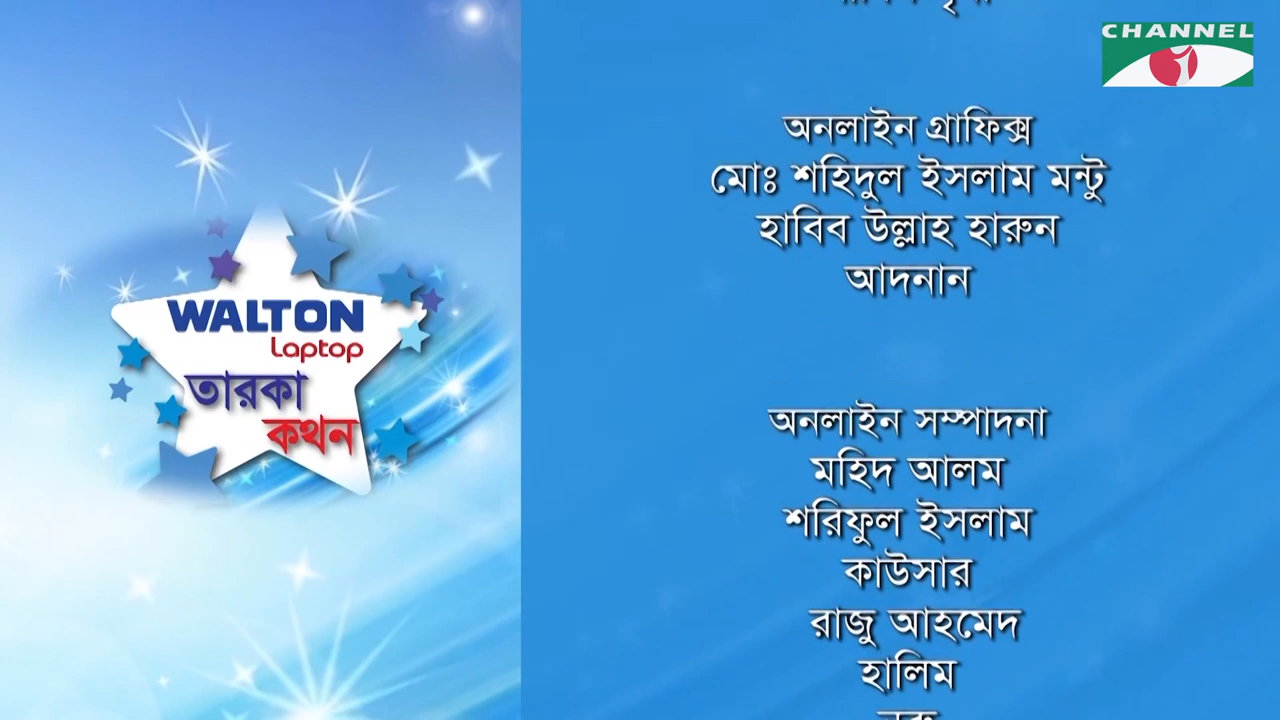 CHANNEL
WALTON
Laptop
তারকা
কথন
অনলাইন গ্রাফিক্স
মোঃ শহিদুল ইসলাম মন্টু
হাবিব উল্লাহ হারুন
আদনান
অনলাইন সম্পাদনা
মহিদ আলম
শরিফুল ইসলাম
কাউসার
রাজু আহমেদ
হালিম